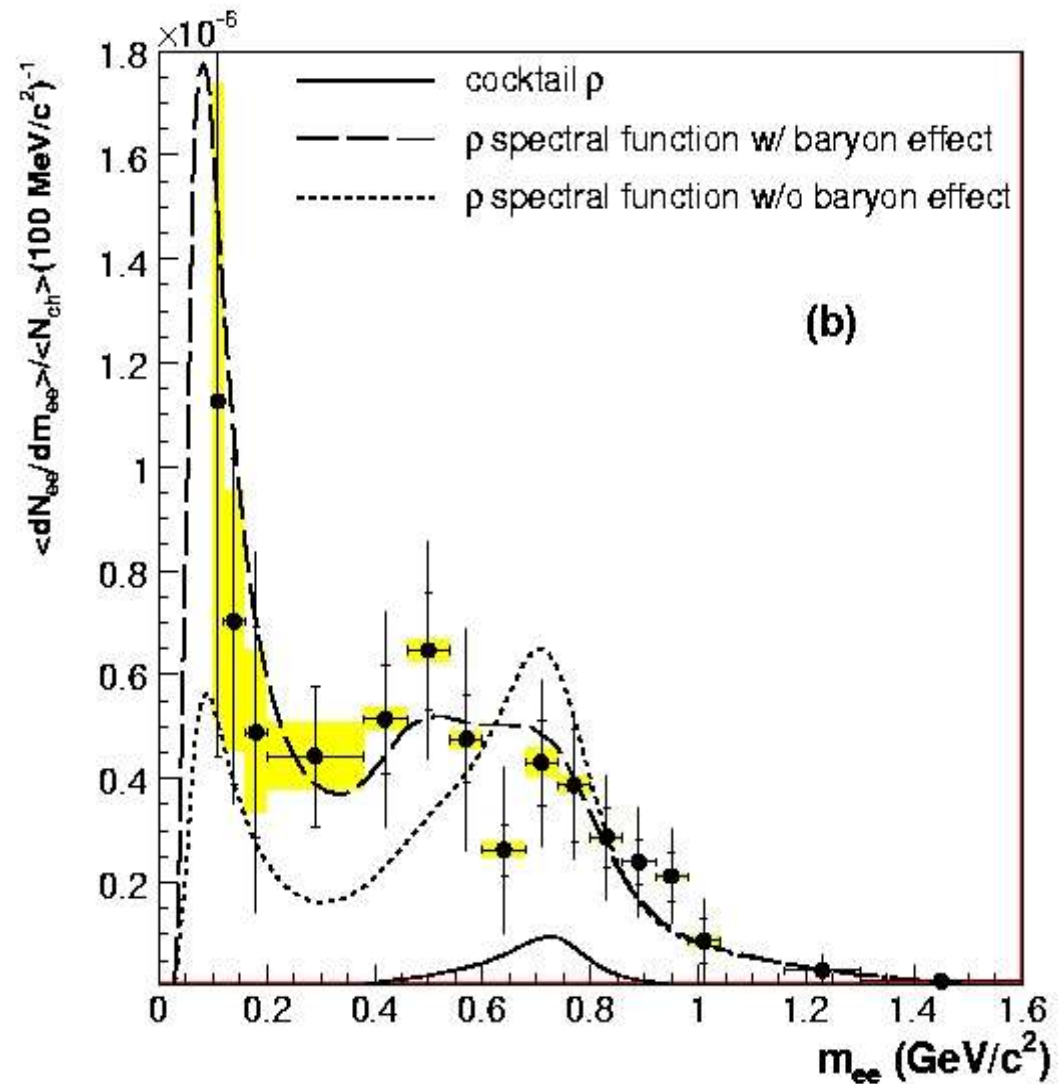 ×10⁻⁶
<dN_ee/dm_ee>/<N_ch>(100 MeV/c²)⁻¹
1.8
1.6
1.4
1.2
1
0.8
0.6
0.4
0.2
cocktail ρ
ρ spectral function w/ baryon effect
ρ spectral function w/o baryon effect
(b)
0 0.2 0.4 0.6 0.8 1 1.2 1.4 1.6
m_ee (GeV/c²)